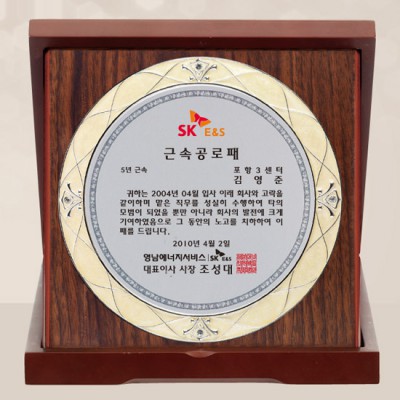 SK E&S
근속공로패
5년 근속
포항3센터
김영준
귀하는 2004년 04월 입사 이래 회사와 고락을
같이하며 맡은 직무를 성실히 수행하여 타의
모범이 되었을 뿐만 아니라 회사의 발전에 크게
기여하였음으로 그 동안의 노고를 치하하여 이
패를 드립니다.
2010년 4월 2일
영남에너지서비스 | SK E&S
대표이사 사장 조성대